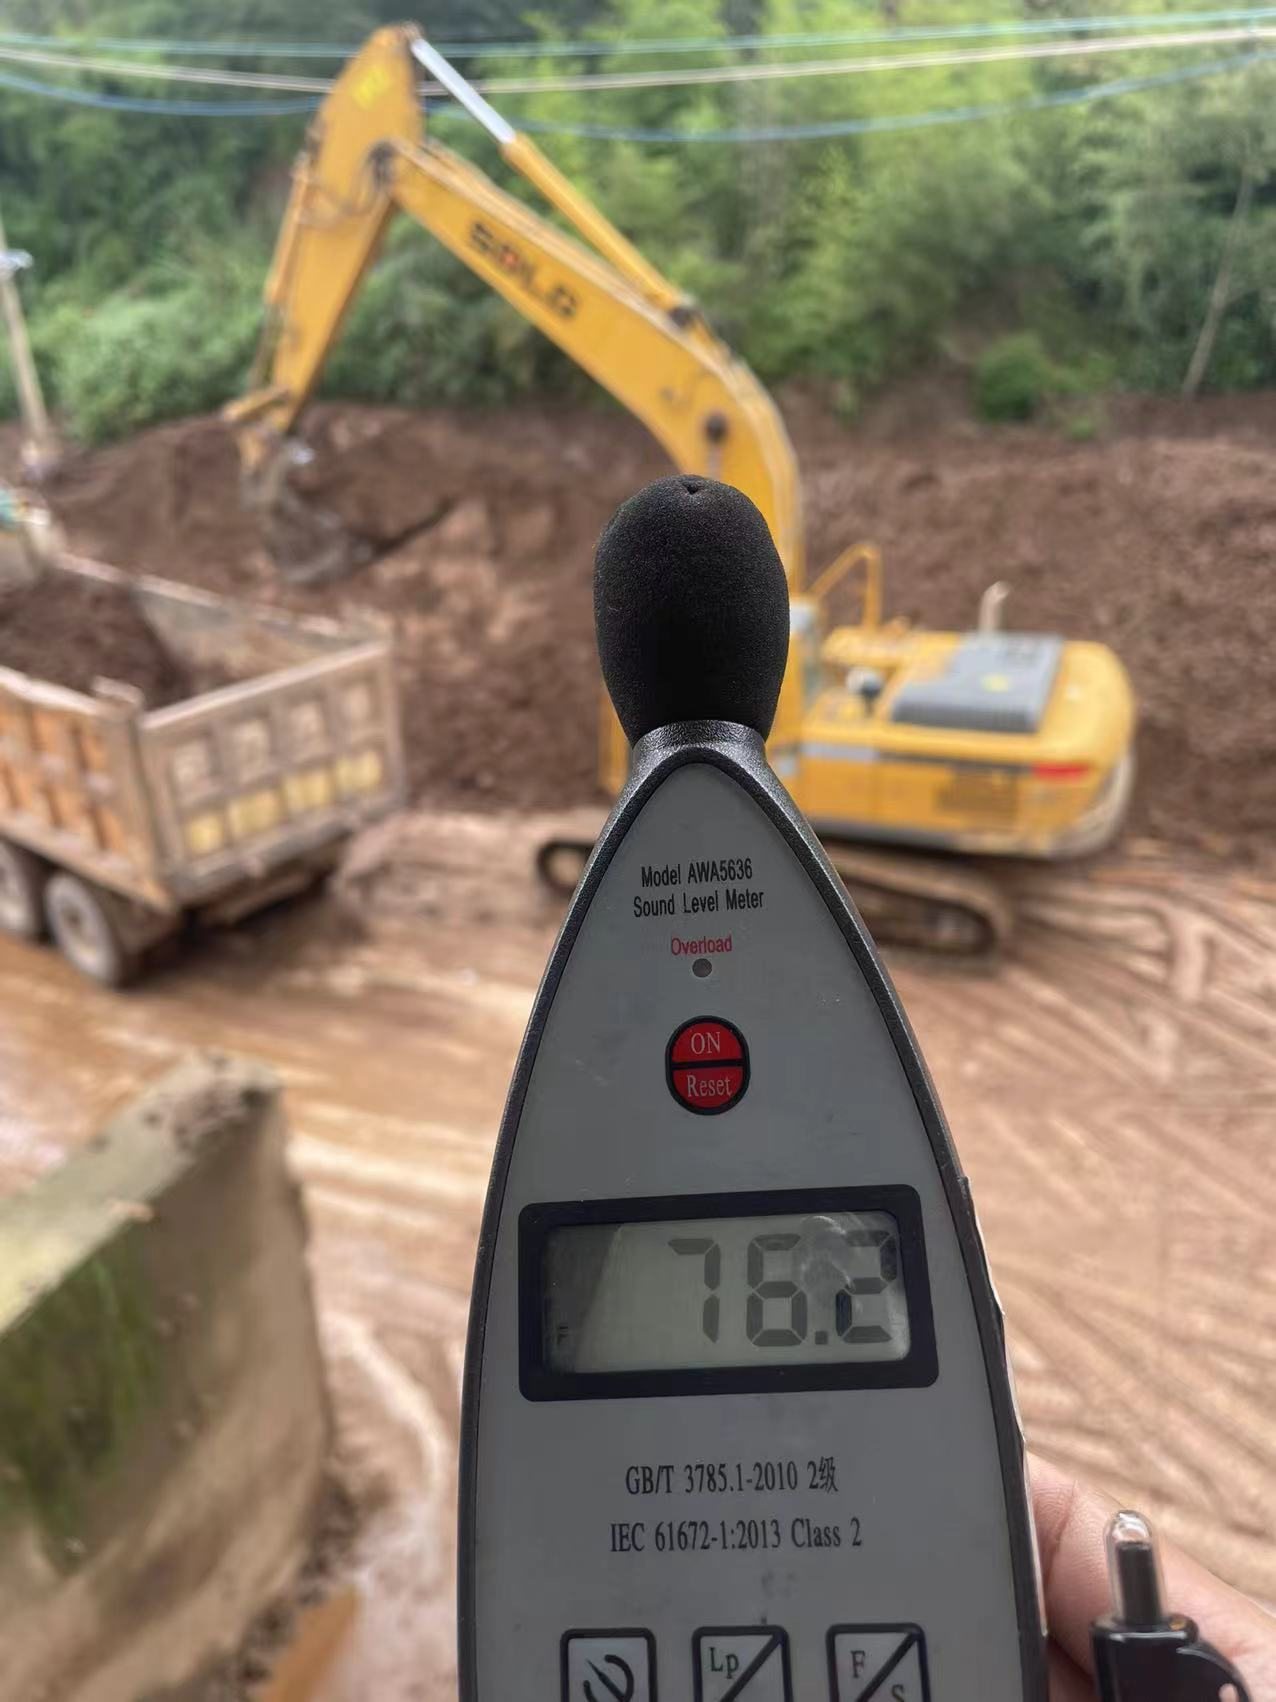 SDLG
Model AWA5636
Sound Level Meter
Overload
ON
Reset
76.2
F
GB/T 3785.1-2010 2级
IEC 61672-1:2013 Class 2
Lp
F
S